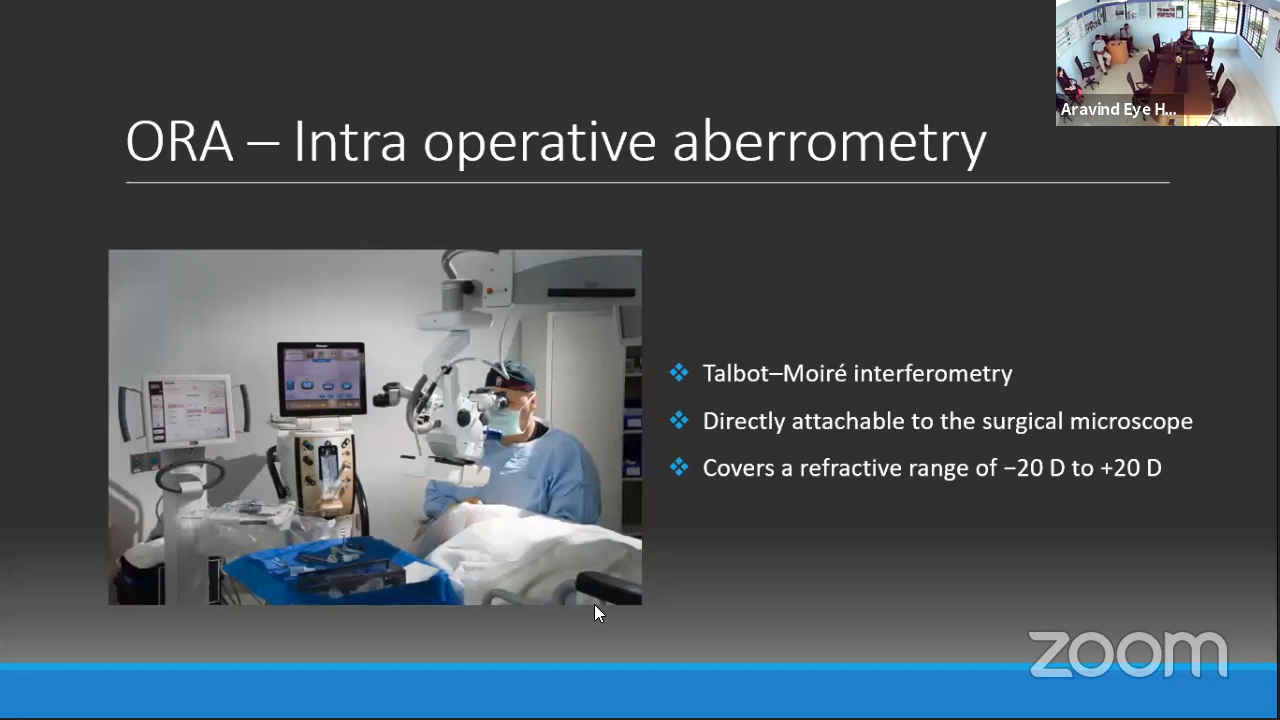 Aravind Eye H...
ORA – Intra operative aberrometry
Talbot–Moiré interferometry
Directly attachable to the surgical microscope
Covers a refractive range of −20 D to +20 D
zoom